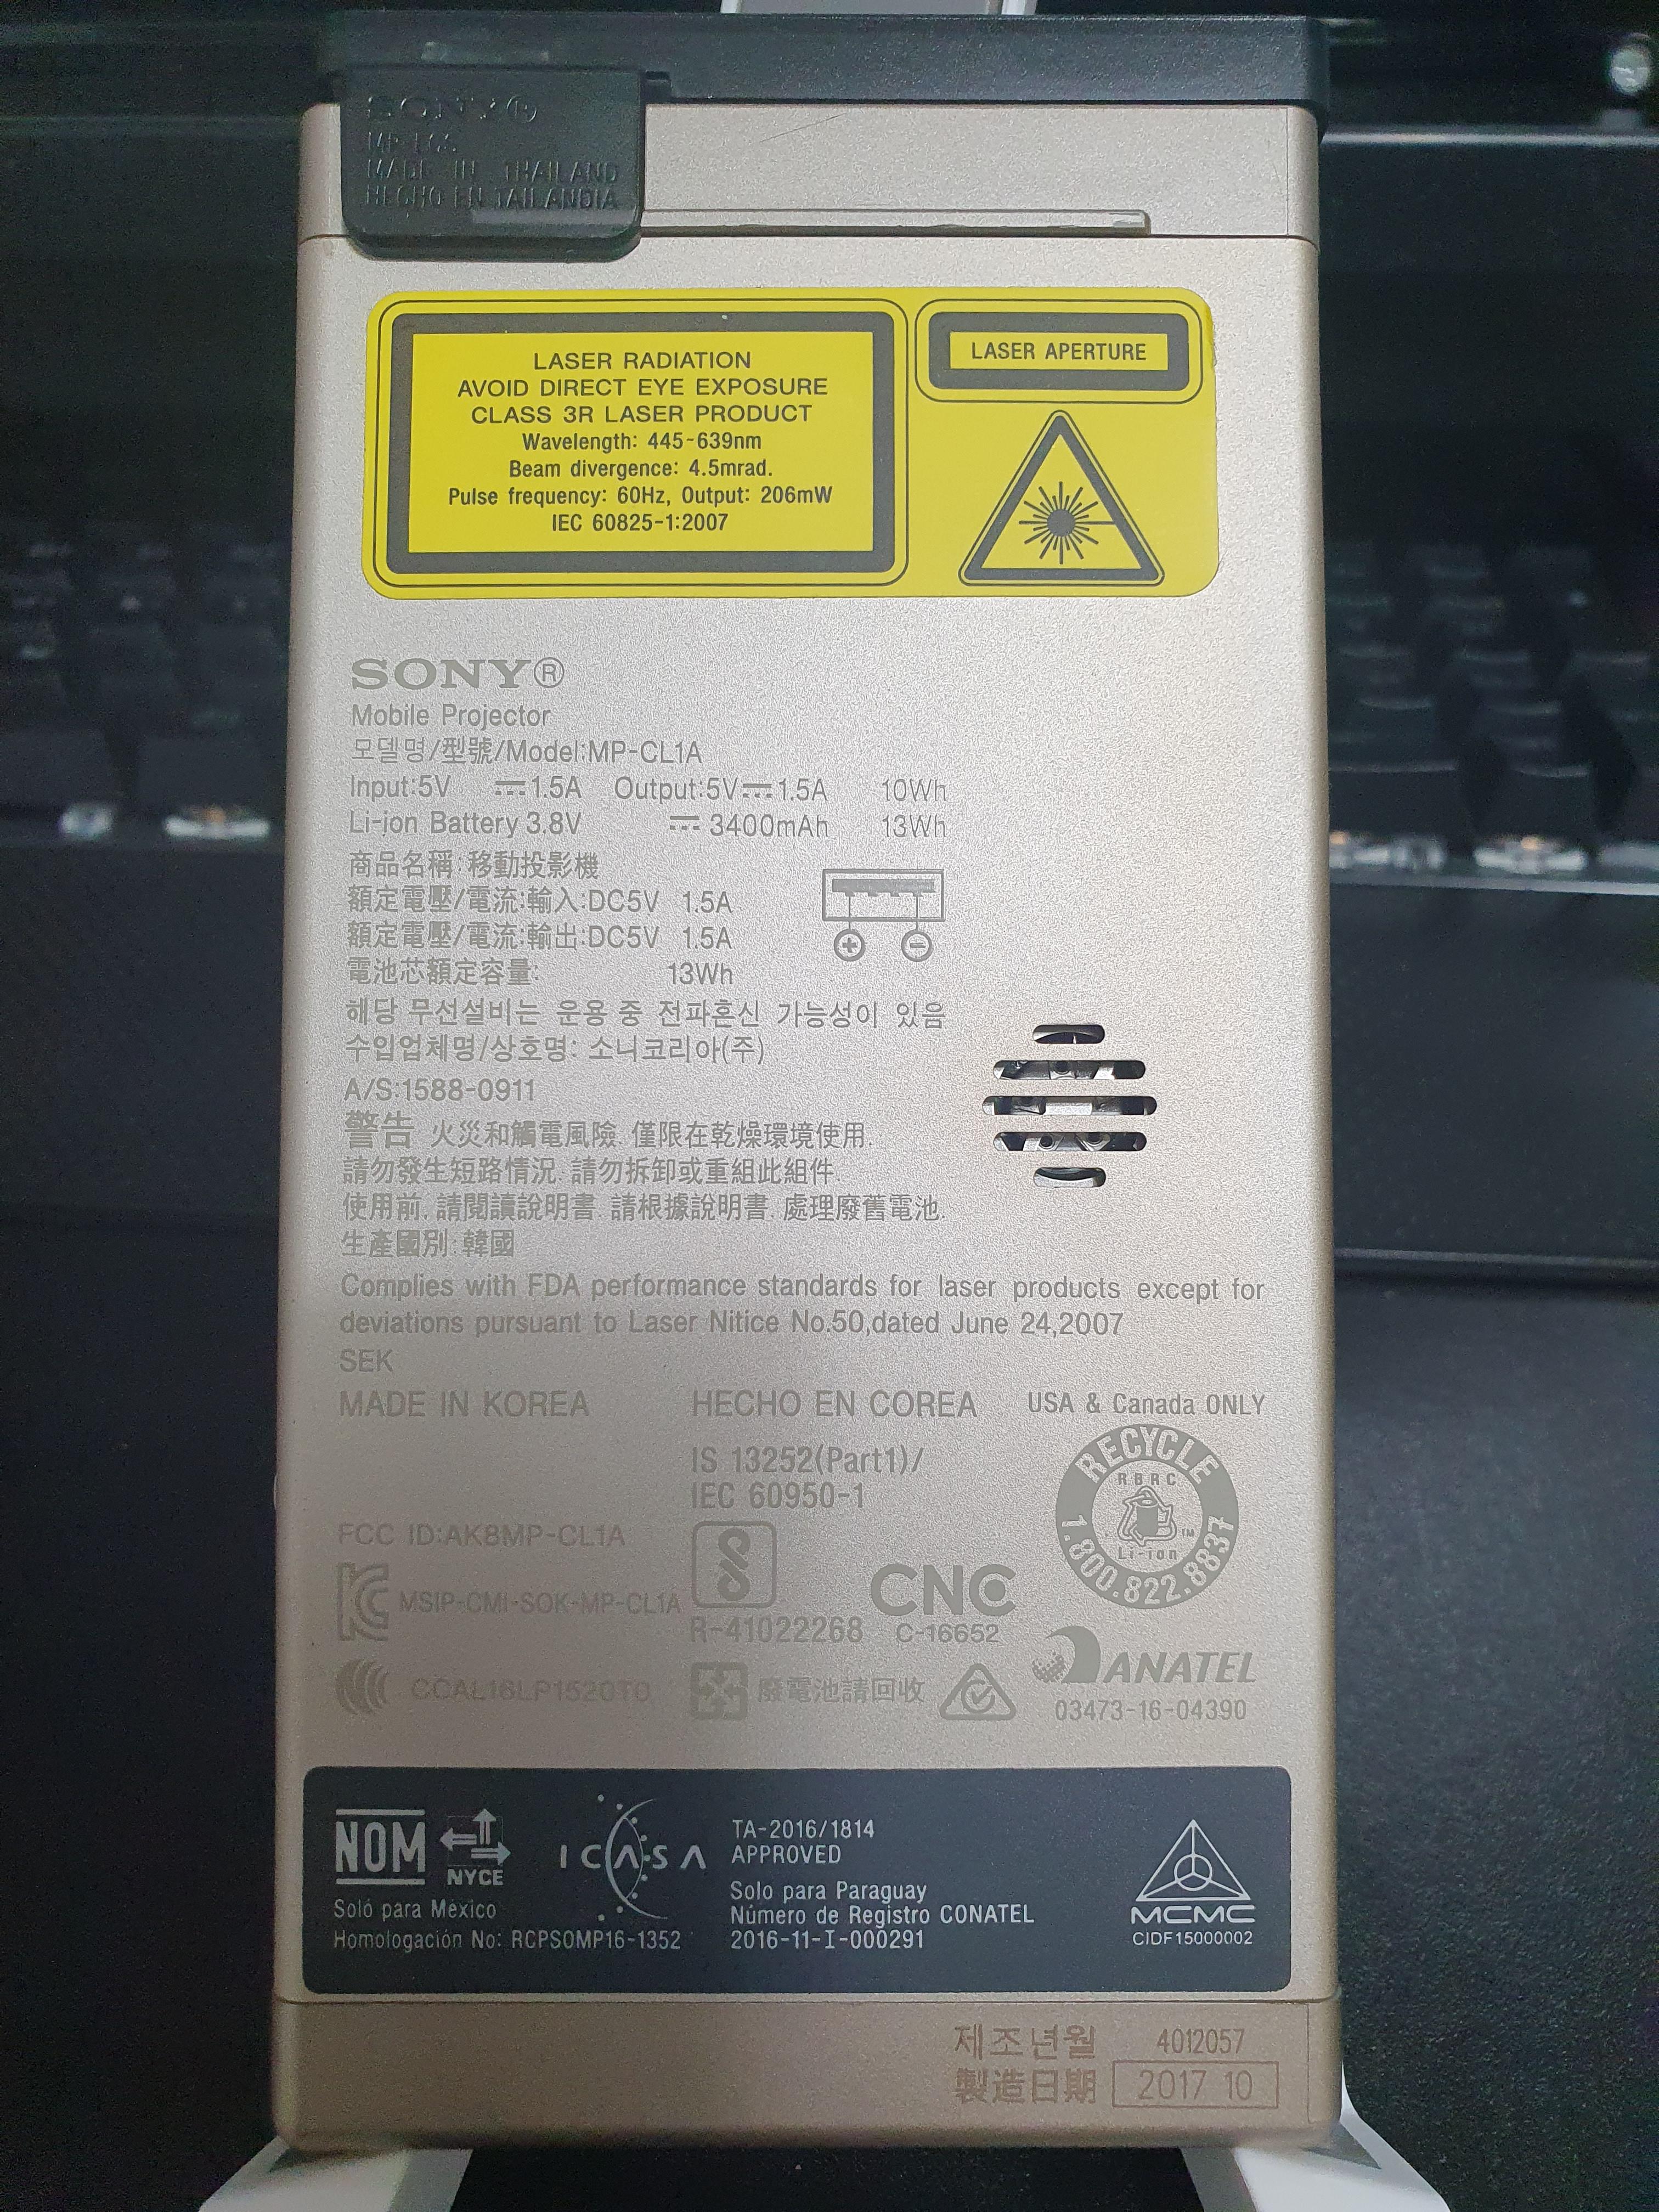 SONY®
MADE IN THAILAND
HECHO EN TAILANDIA
LASER RADIATION
AVOID DIRECT EYE EXPOSURE
CLASS 3R LASER PRODUCT
Wavelength: 445-639nm
Beam divergence: 4.5mrad.
Pulse frequency: 60Hz, Output: 206mW
IEC 60825-1:2007
LASER APERTURE
SONY®
Mobile Projector
모델명/型號/Model:MP-CL1A
Input:5V ⎓1.5A Output:5V⎓1.5A 10Wh
Li-ion Battery 3.8V ⎓ 3400mAh 13Wh
商品名稱:移動投影機
額定電壓/電流:輸入:DC5V 1.5A
額定電壓/電流:輸出:DC5V 1.5A
電池芯額定容量: 13Wh
해당 무선설비는 운용 중 전파혼신 가능성이 있음
수입업체명/상호명: 소니코리아(주)
A/S:1588-0911
警告 火災和觸電風險. 僅限在乾燥環境使用.
請勿發生短路情況. 請勿拆卸或重組此組件.
使用前, 請閱讀說明書. 請根據說明書, 處理廢舊電池.
生產國別:韓國
Complies with FDA performance standards for laser products except for
deviations pursuant to Laser Nitice No.50,dated June 24,2007
SEK
MADE IN KOREA HECHO EN COREA USA & Canada ONLY
IS 13252(Part1)/
IEC 60950-1
RECYCLE
RBRC
Li-ion
TM
1.800.822.8837
FCC ID:AK8MP-CL1A
MSIP-CMI-SOK-MP-CL1A
R-41022268
CNC
C-16652
CCAL16LP1520T0
廢電池請回收
ANATEL
03473-16-04390
NOM
NYCE
Soló para México
Homologación No: RCPSOMP16-1352
ICASA
TA-2016/1814
APPROVED
Solo para Paraguay
Número de Registro CONATEL
2016-11-I-000291
MCMC
CIDF15000002
제조년월 4012057
製造日期 2017 10